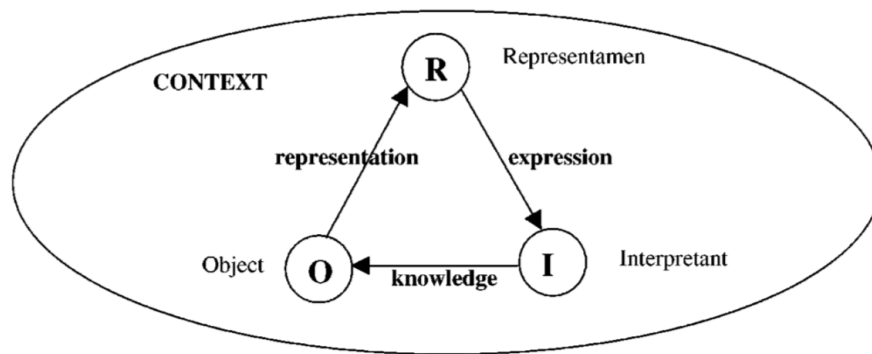 R
Representamen
CONTEXT
representation
expression
Object
O
knowledge
I
Interpretant